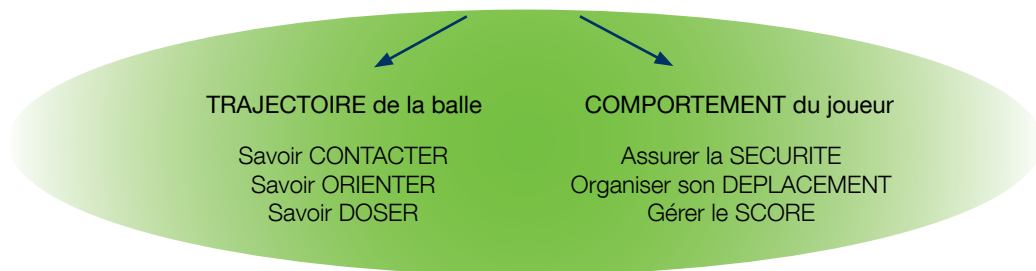 TRAJECTOIRE de la balle
Savoir CONTACTER
Savoir ORIENTER
Savoir DOSER
COMPORTEMENT du joueur
Assurer la SECURITE
Organiser son DEPLACEMENT
Gérer le SCORE